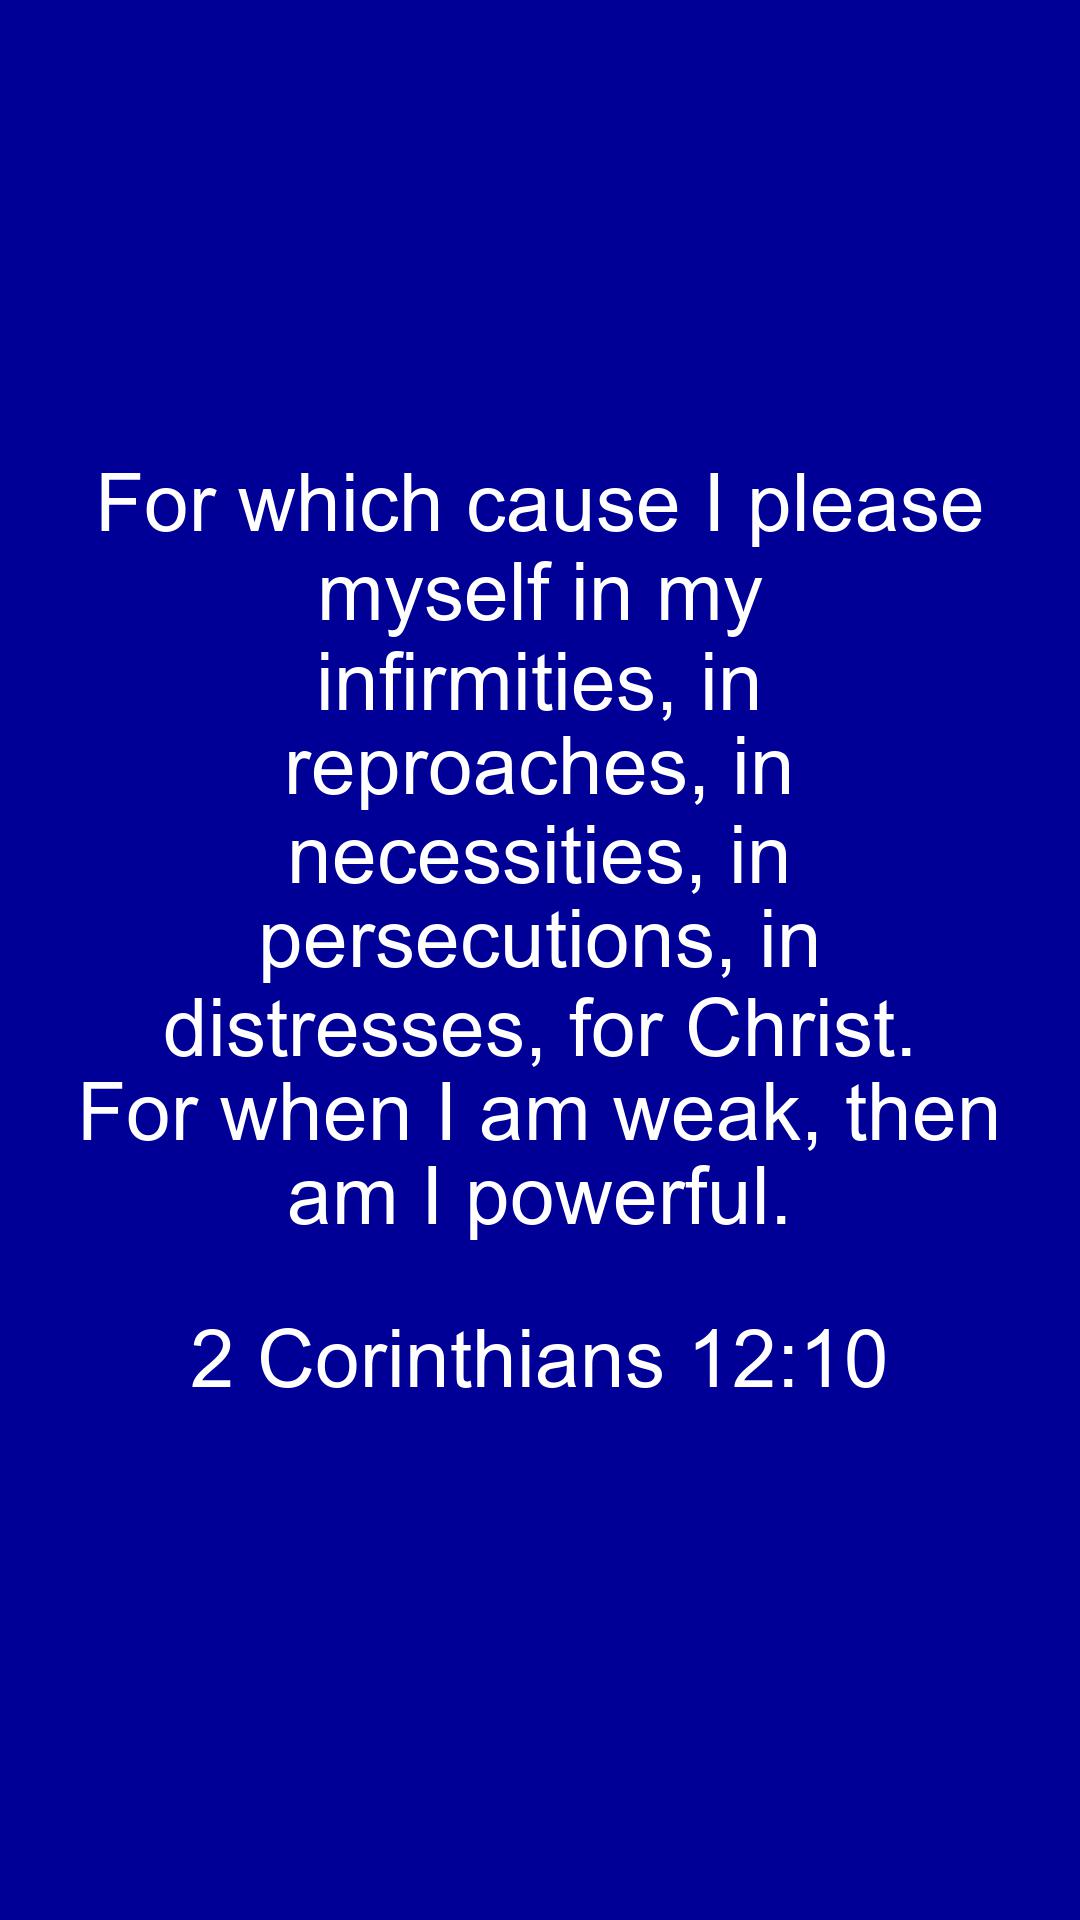 For which cause I please
myself in my
infirmities, in
reproaches, in
necessities, in
persecutions, in
distresses, for Christ.
For when I am weak, then
am I powerful.
2 Corinthians 12:10